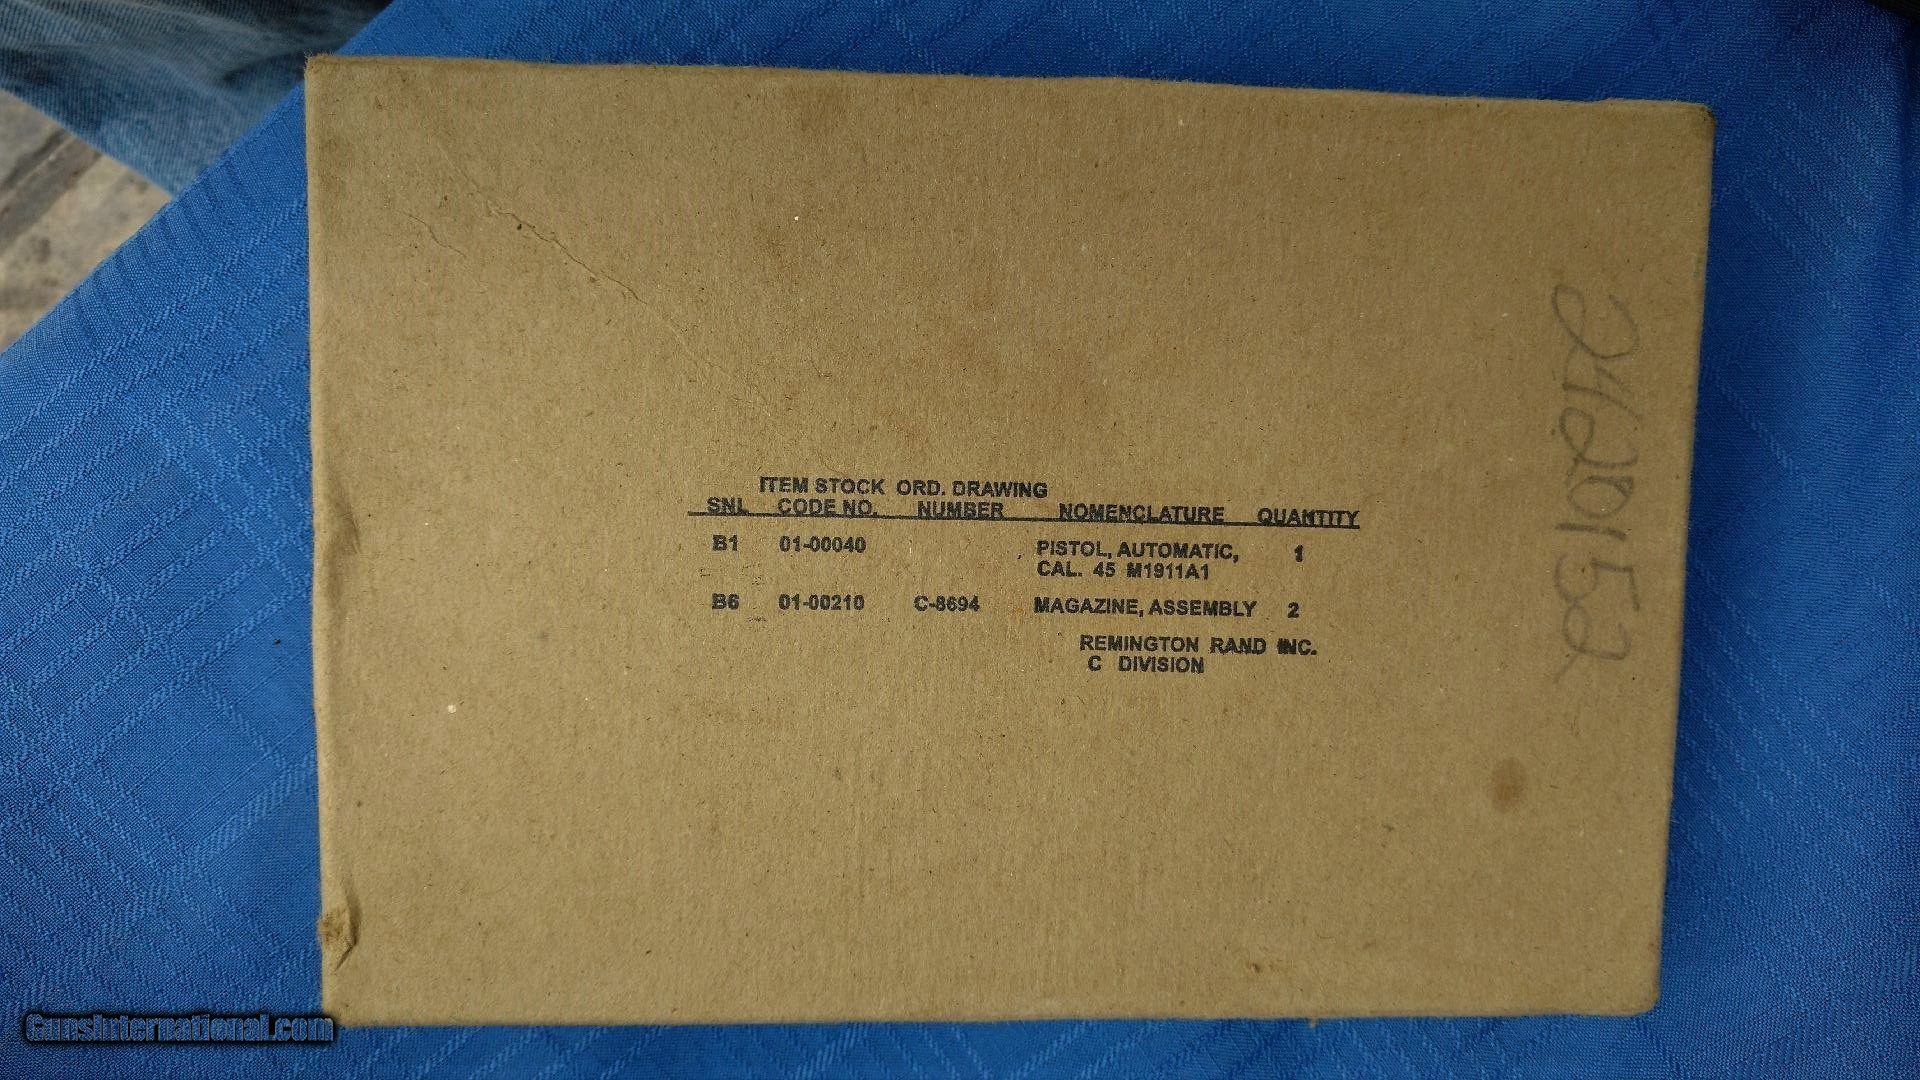 ITEM STOCK ORD. DRAWING
SNL CODE NO. NUMBER NOMENCLATURE QUANTITY
B1 01-00040 PISTOL, AUTOMATIC, 1
CAL. 45 M1911A1
B6 01-00210 C-8694 MAGAZINE, ASSEMBLY 2
REMINGTON RAND INC.
C DIVISION
2420152
GunsInternational.com